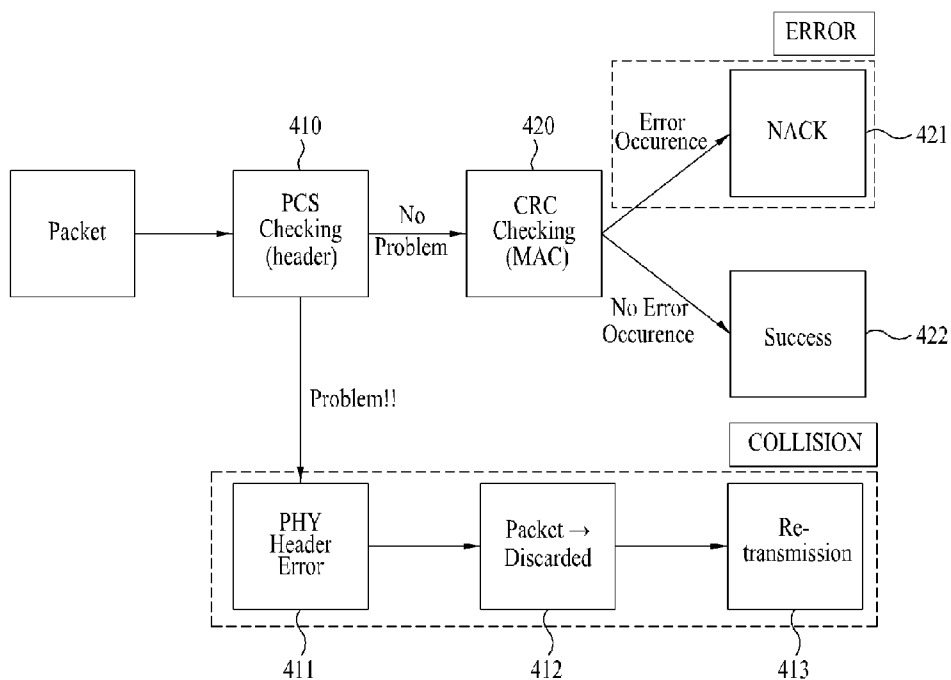 ERROR
410
420
Error
Occurence
NACK
421
Packet
PCS
Checking
(header)
No
Problem
CRC
Checking
(MAC)
No Error
Occurence
Success
422
Problem!!
COLLISION
PHY
Header
Error
Packet →
Discarded
Re-
transmission
411
412
413